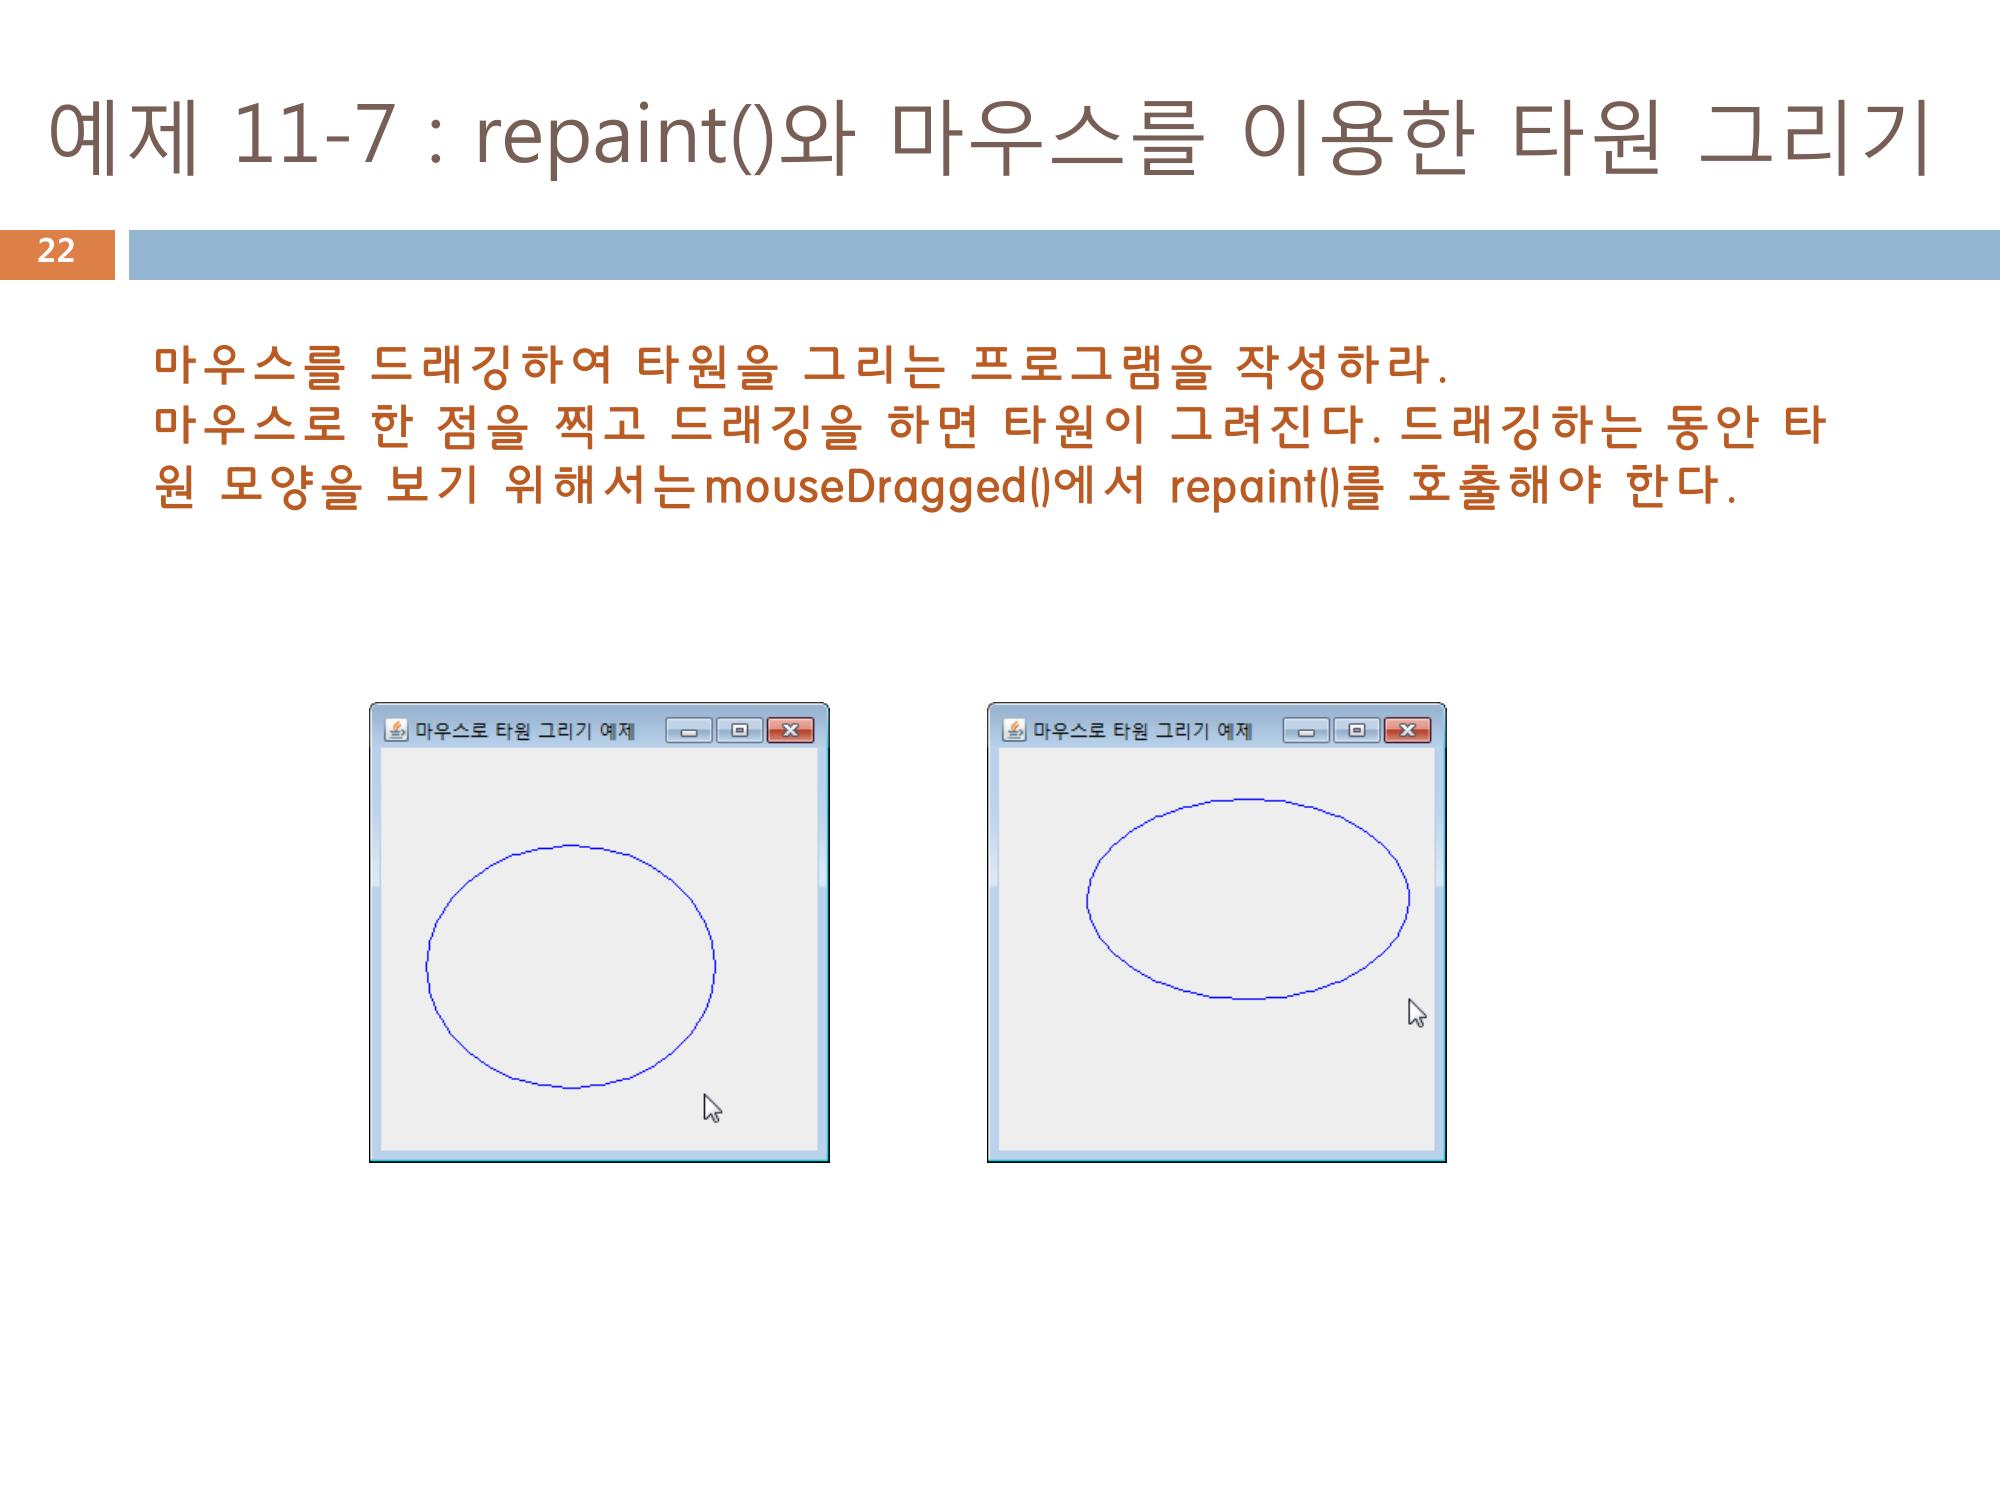 예제 11-7 : repaint()와 마우스를 이용한 타원 그리기
22
마우스를 드래깅하여 타원을 그리는 프로그램을 작성하라.
마우스로 한 점을 찍고 드래깅을 하면 타원이 그려진다. 드래깅하는 동안 타
원 모양을 보기 위해서는mouseDragged()에서 repaint()를 호출해야 한다.
마우스로 타원 그리기 예제
마우스로 타원 그리기 예제